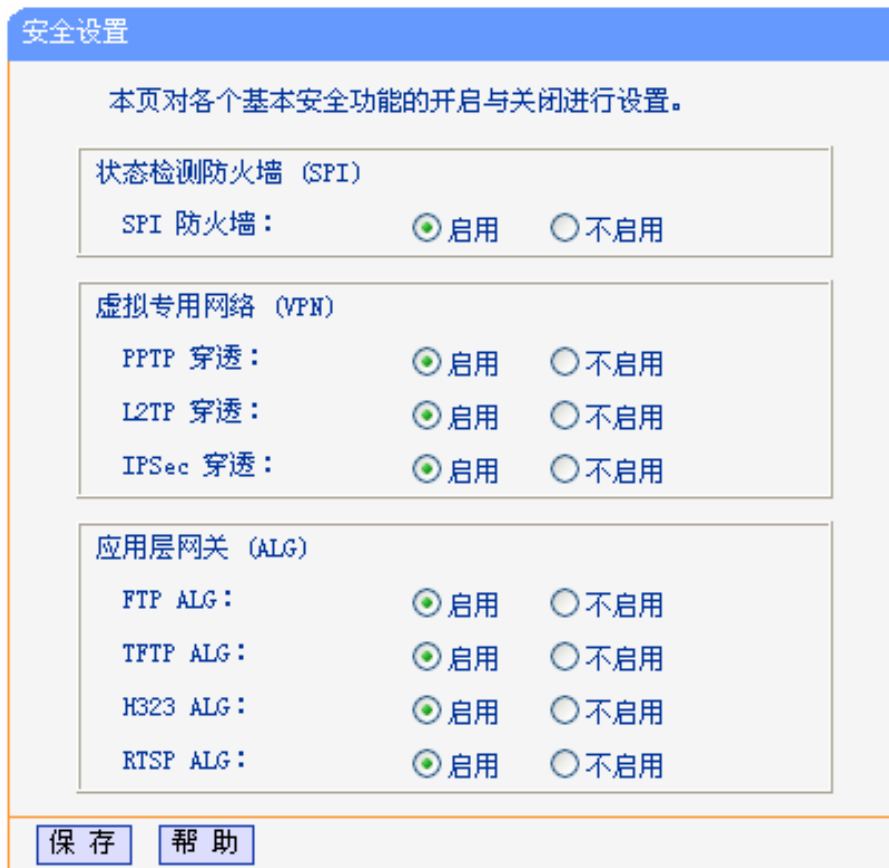 安全设置
本页对各个基本安全功能的开启与关闭进行设置。
状态检测防火墙 (SPI)
SPI 防火墙： 启用 不启用
虚拟专用网络 (VPN)
PPTP 穿透： 启用 不启用
L2TP 穿透： 启用 不启用
IPSec 穿透： 启用 不启用
应用层网关 (ALG)
FTP ALG： 启用 不启用
TFTP ALG： 启用 不启用
H323 ALG： 启用 不启用
RTSP ALG： 启用 不启用
保 存 帮 助